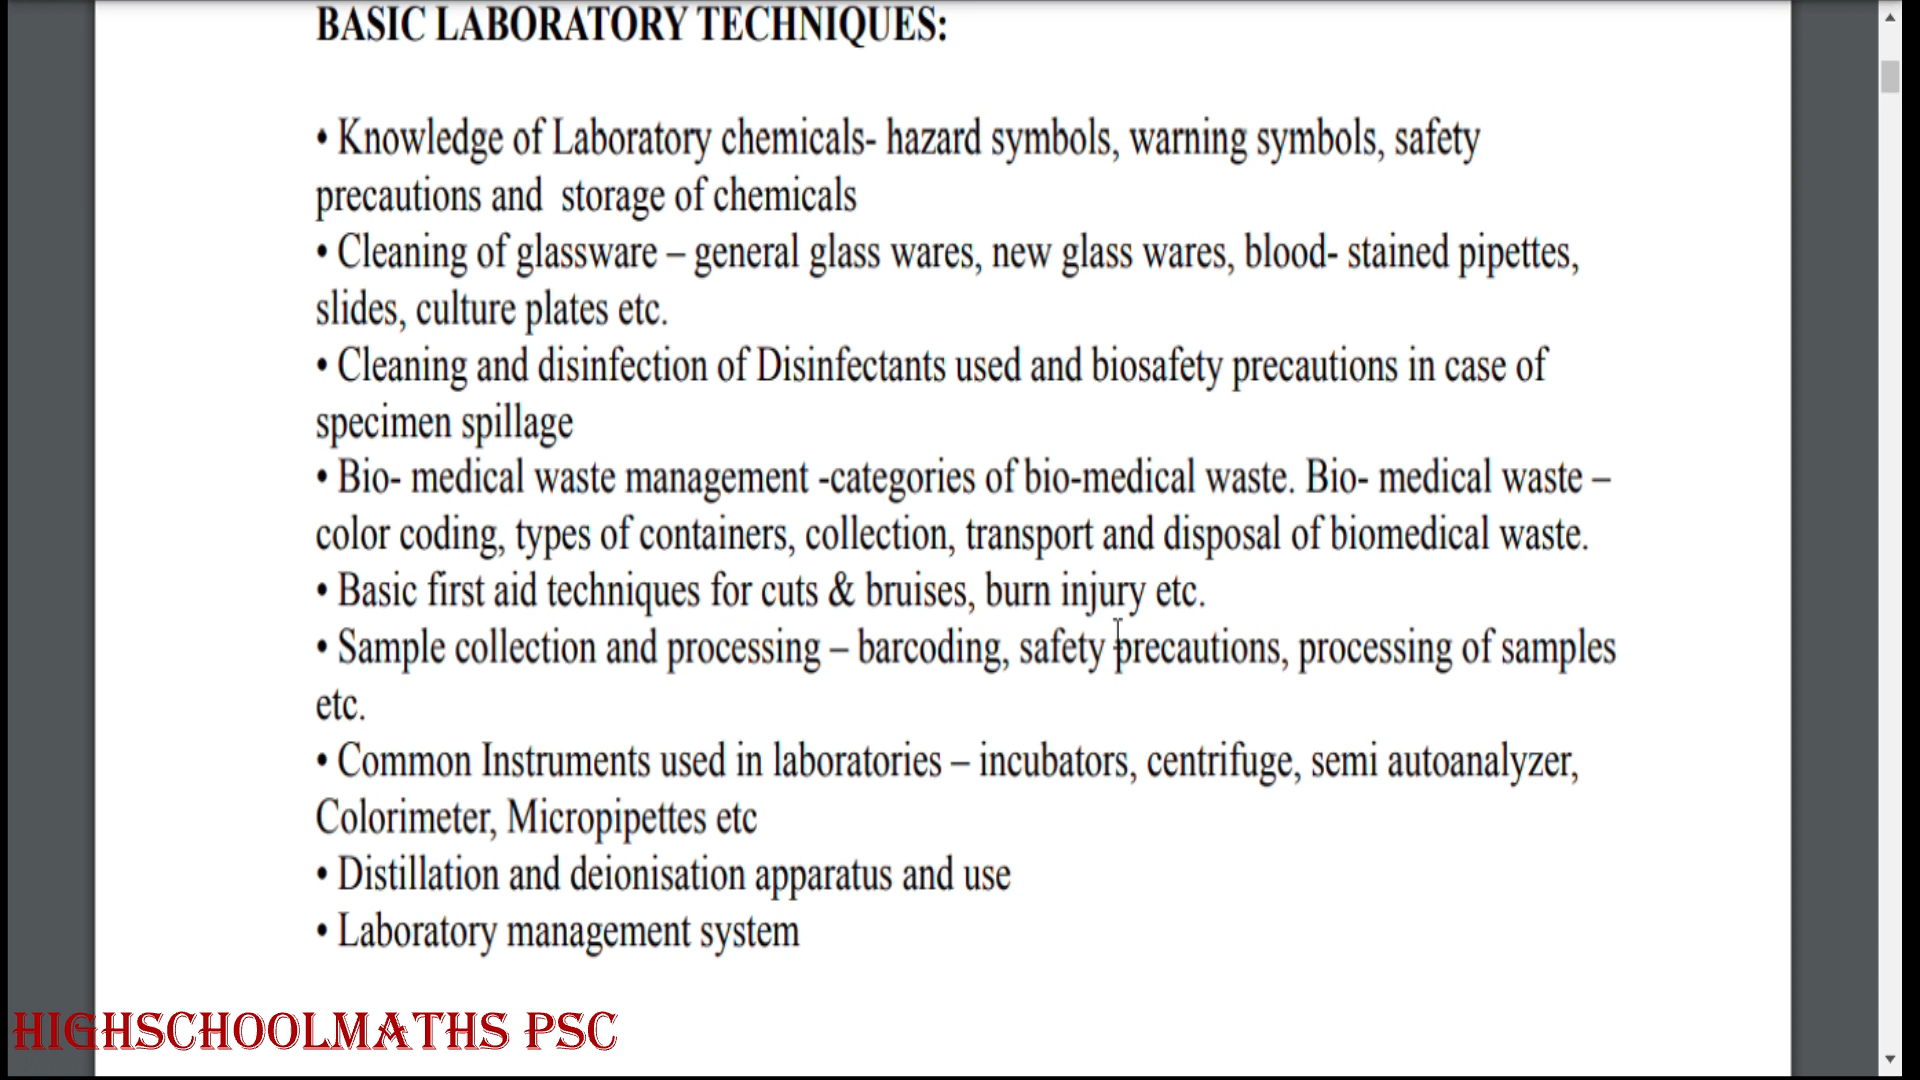 BASIC LABORATORY TECHNIQUES:
• Knowledge of Laboratory chemicals- hazard symbols, warning symbols, safety
precautions and  storage of chemicals
• Cleaning of glassware – general glass wares, new glass wares, blood- stained pipettes,
slides, culture plates etc.
• Cleaning and disinfection of Disinfectants used and biosafety precautions in case of
specimen spillage
• Bio- medical waste management -categories of bio-medical waste. Bio- medical waste –
color coding, types of containers, collection, transport and disposal of biomedical waste.
• Basic first aid techniques for cuts & bruises, burn injury etc.
• Sample collection and processing – barcoding, safety precautions, processing of samples
etc.
• Common Instruments used in laboratories – incubators, centrifuge, semi autoanalyzer,
Colorimeter, Micropipettes etc
• Distillation and deionisation apparatus and use
• Laboratory management system
HIGHSCHOOLMATHS PSC